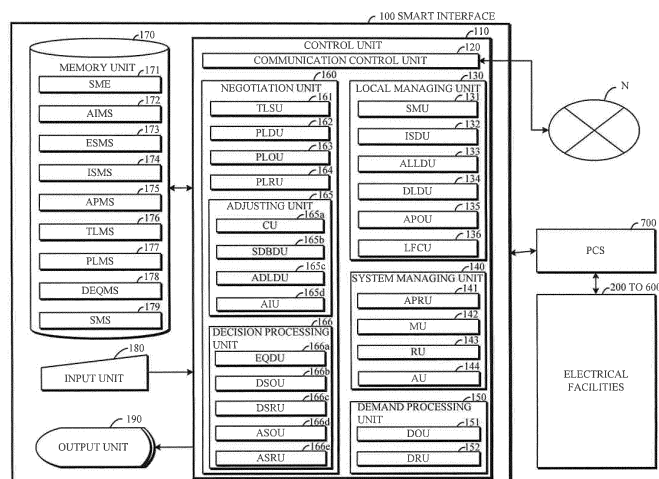 100 SMART INTERFACE
170
MEMORY UNIT
171
SME
172
AIMS
173
ESMS
174
ISMS
175
APMS
176
TLMS
177
PLMS
178
DEQMS
179
SMS
180
INPUT UNIT
190
OUTPUT UNIT
110
CONTROL UNIT
120
COMMUNICATION CONTROL UNIT
160
NEGOTIATION UNIT
161
TLSU
162
PLDU
163
PLOU
164
PLRU
165
ADJUSTING UNIT
165a
CU
165b
SDBDU
165c
ADLDU
165d
AIU
166
DECISION PROCESSING
UNIT
166a
EQDU
166b
DSOU
166c
DSRU
166d
ASOU
166e
ASRU
130
LOCAL MANAGING UNIT
131
SMU
132
ISDU
133
ALLDU
134
DLDU
135
APOU
136
LFCU
140
SYSTEM MANAGING UNIT
141
APRU
142
MU
143
RU
144
AU
150
DEMAND PROCESSING
UNIT
151
DOU
152
DRU
N
700
PCS
200 TO 600
ELECTRICAL
FACILITIES